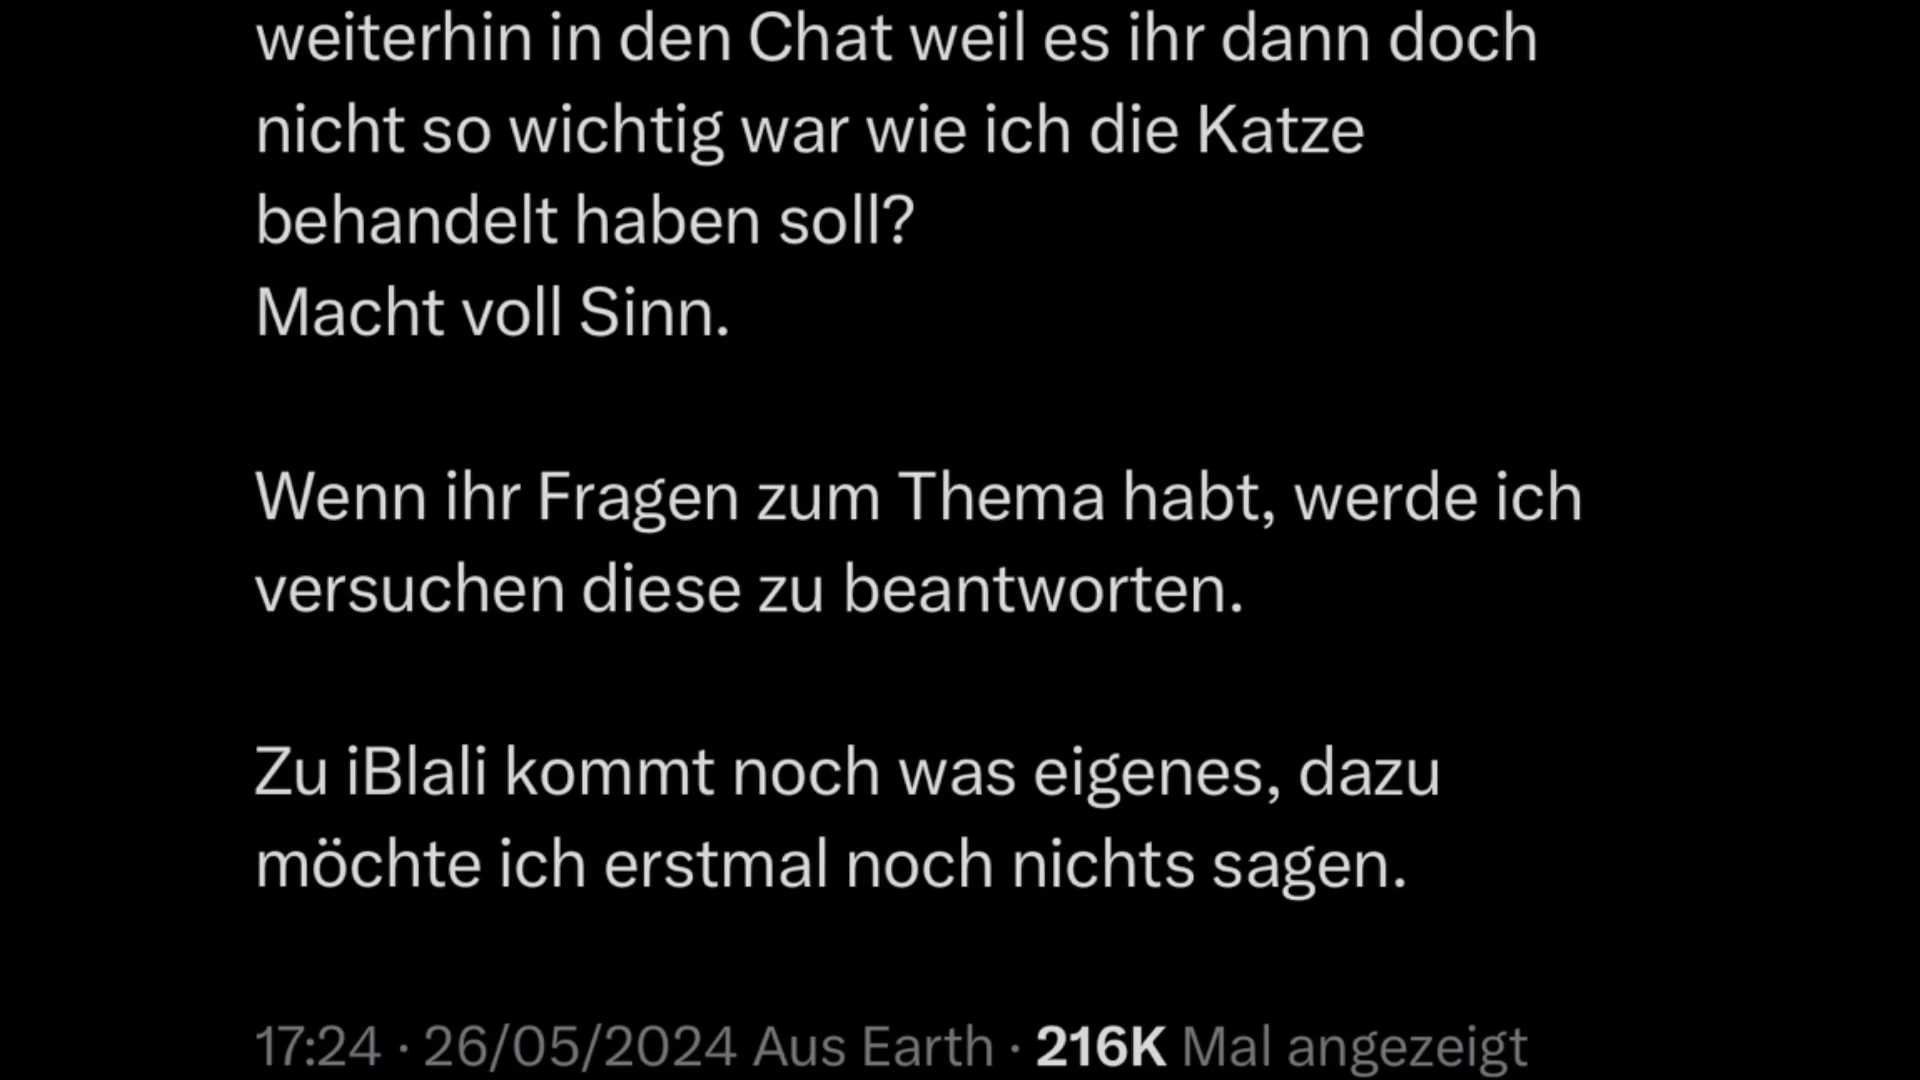 weiterhin in den Chat weil es ihr dann doch
nicht so wichtig war wie ich die Katze
behandelt haben soll?
Macht voll Sinn.
Wenn ihr Fragen zum Thema habt, werde ich
versuchen diese zu beantworten.
Zu iBlali kommt noch was eigenes, dazu
möchte ich erstmal noch nichts sagen.
17:24 · 26/05/2024 Aus Earth · 216K Mal angezeigt